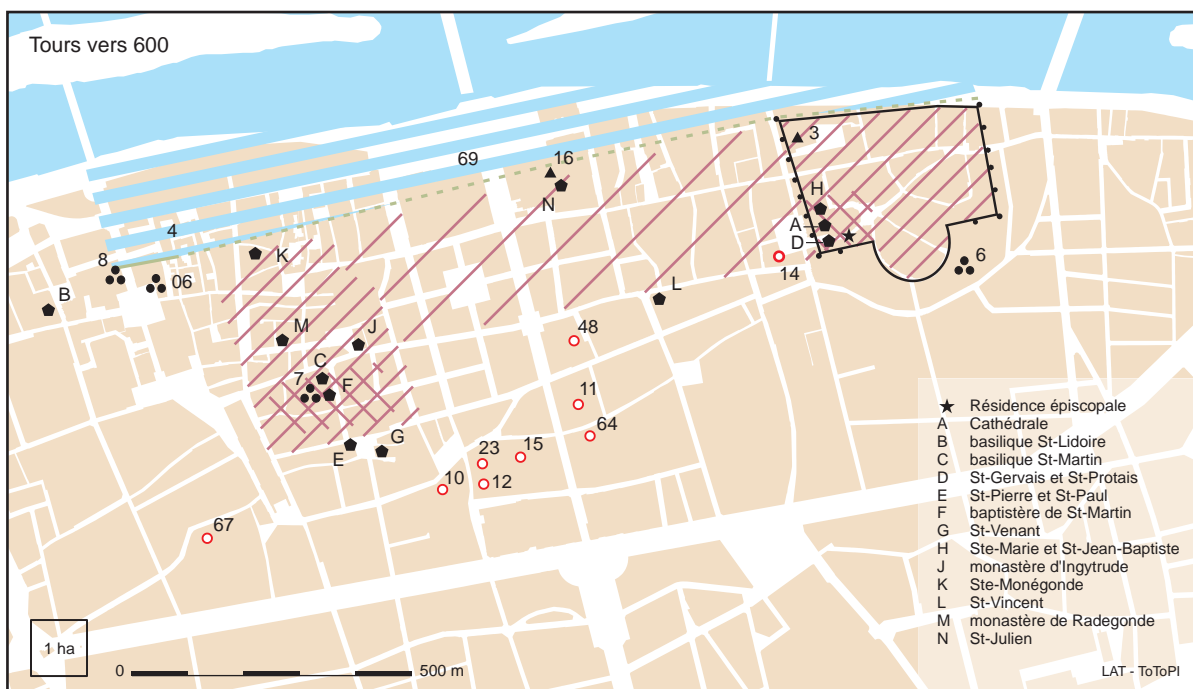 Tours vers 600
3
69
16
N
H
A
D
14
6
4
8
06
K
B
L
M
J
48
C
7
F
11
64
E
G
23
15
10
12
67
Résidence épiscopale
A Cathédrale
B basilique St-Lidoire
C basilique St-Martin
D St-Gervais et St-Protais
E St-Pierre et St-Paul
F baptistère de St-Martin
G St-Venant
H Ste-Marie et St-Jean-Baptiste
J monastère d'Ingytrude
K Ste-Monégonde
L St-Vincent
M monastère de Radegonde
N St-Julien
1 ha
0 500 m
LAT - ToToPI